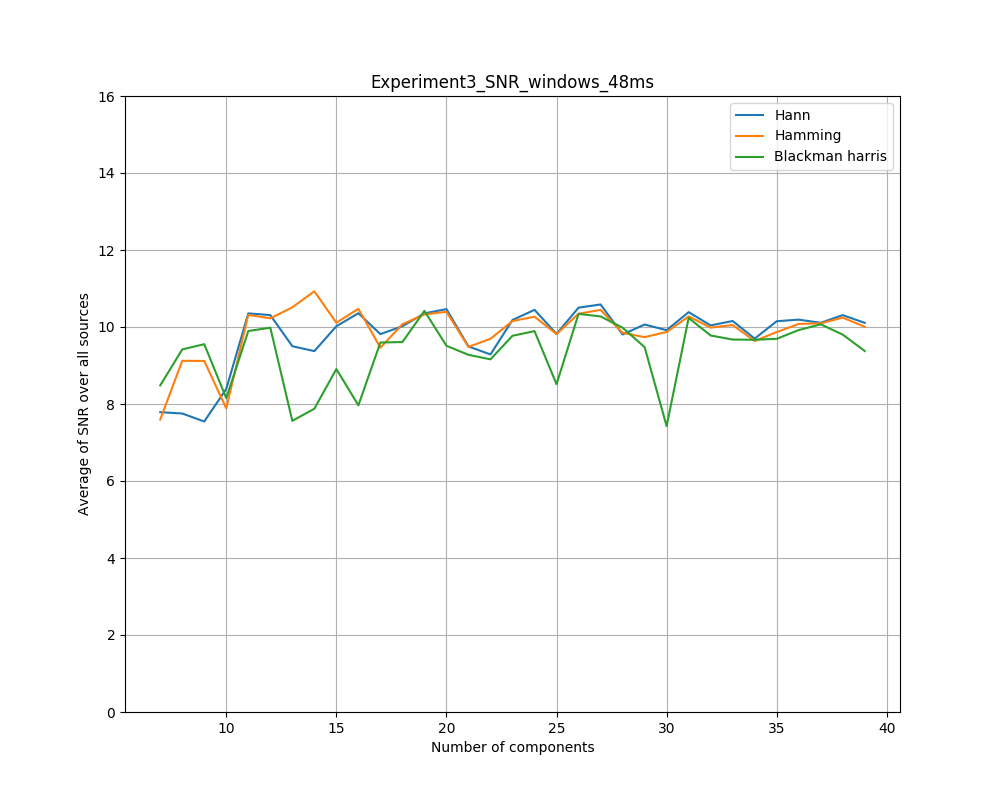 Experiment3_SNR_windows_48ms
Hann
Hamming
Blackman harris
16
14
12
10
8
6
4
2
0
Average of SNR over all sources
10
15
20
25
30
35
40
Number of components